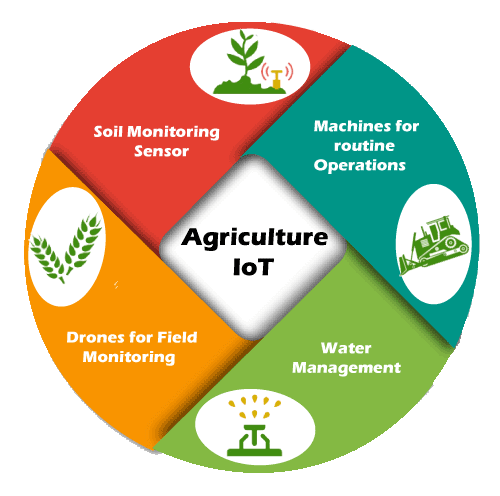 Soil Monitoring
Sensor
Machines for
routine
Operations
Agriculture
IoT
Drones for Field
Monitoring
Water
Management